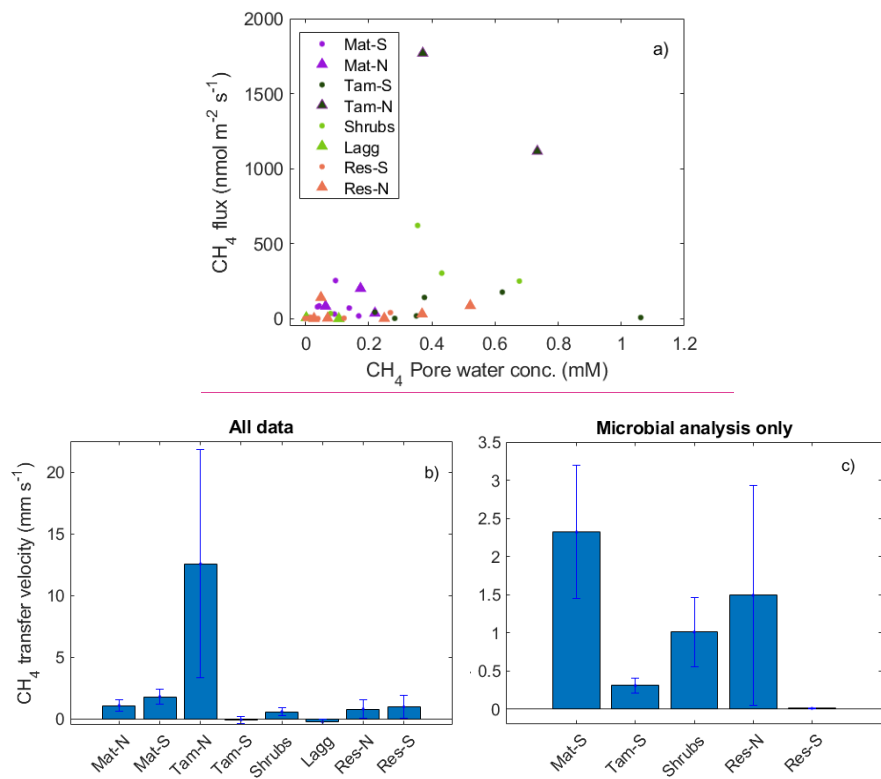 2000
1500
1000
500
0
CH4 flux (nmol m-2 s-1)
a)
Mat-S
Mat-N
Tam-S
Tam-N
Shrubs
Lagg
Res-S
Res-N
0 0.2 0.4 0.6 0.8 1 1.2
CH4 Pore water conc. (mM)
All data
b)
20
15
10
5
0
CH4 transfer velocity (mm s-1)
Mat-N Mat-S Tam-N Tam-S Shrubs Lagg Res-N Res-S
Microbial analysis only
c)
3.5
3
2.5
2
1.5
1
0.5
0
Mat-S Tam-S Shrubs Res-N Res-S